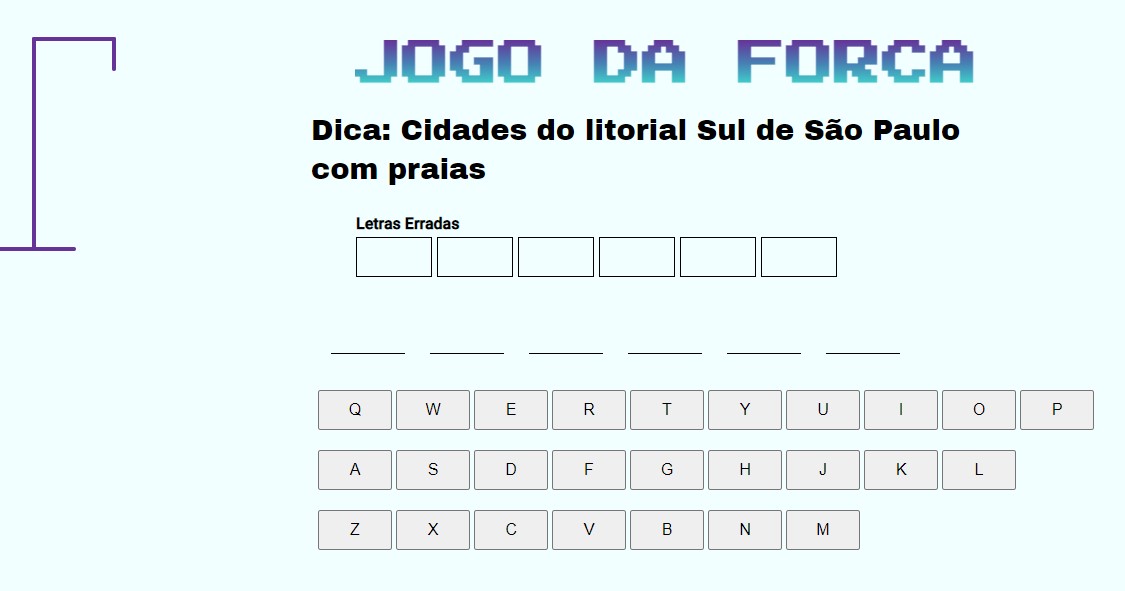 JOGO DA FORCA
Dica: Cidades do litorial Sul de São Paulo
com praias
Letras Erradas
Q W E R T Y U I O P
A S D F G H J K L
Z X C V B N M